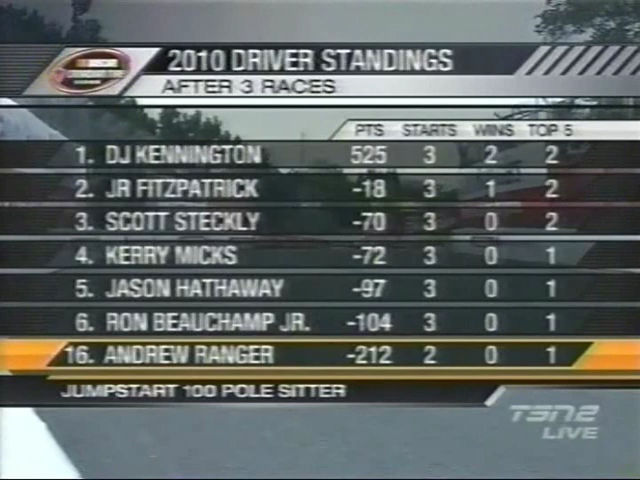 2010 DRIVER STANDINGS
AFTER 3 RACES
PTS STARTS WINS TOP 5
1. DJ KENNINGTON 525 3 2 2
2. JR FITZPATRICK -18 3 1 2
3. SCOTT STECKLY -70 3 0 2
4. KERRY MICKS -72 3 0 1
5. JASON HATHAWAY -97 3 0 1
6. RON BEAUCHAMP JR. -104 3 0 1
16. ANDREW RANGER -212 2 0 1
JUMPSTART 100 POLE SITTER
TSN2
LIVE